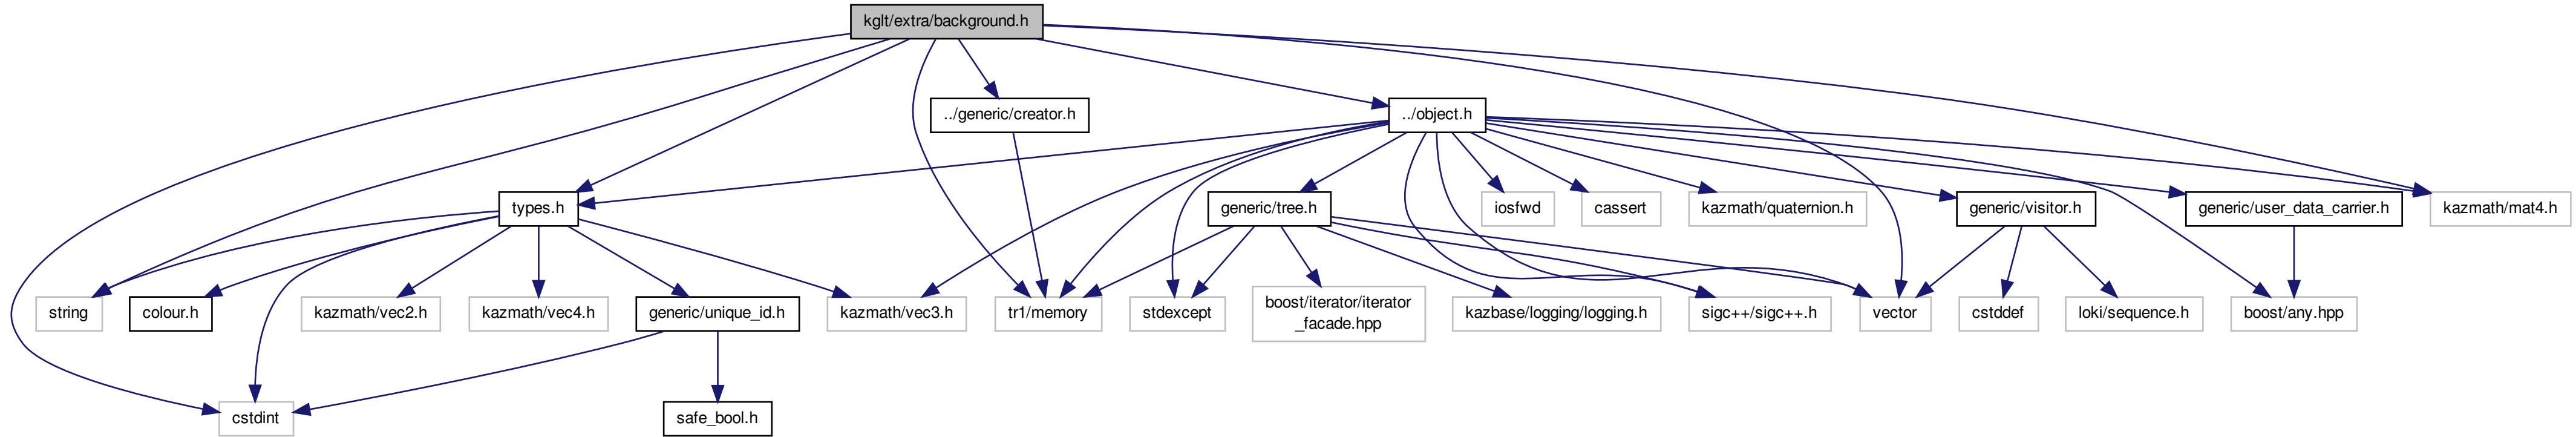 kglt/extra/background.h
../generic/creator.h
../object.h
types.h
generic/tree.h
iosfwd
cassert
kazmath/quaternion.h
generic/visitor.h
generic/user_data_carrier.h
kazmath/mat4.h
string
colour.h
kazmath/vec2.h
kazmath/vec4.h
generic/unique_id.h
kazmath/vec3.h
tr1/memory
stdexcept
boost/iterator/iterator
_facade.hpp
kazbase/logging/logging.h
sigc++/sigc++.h
vector
cstddef
loki/sequence.h
boost/any.hpp
cstdint
safe_bool.h